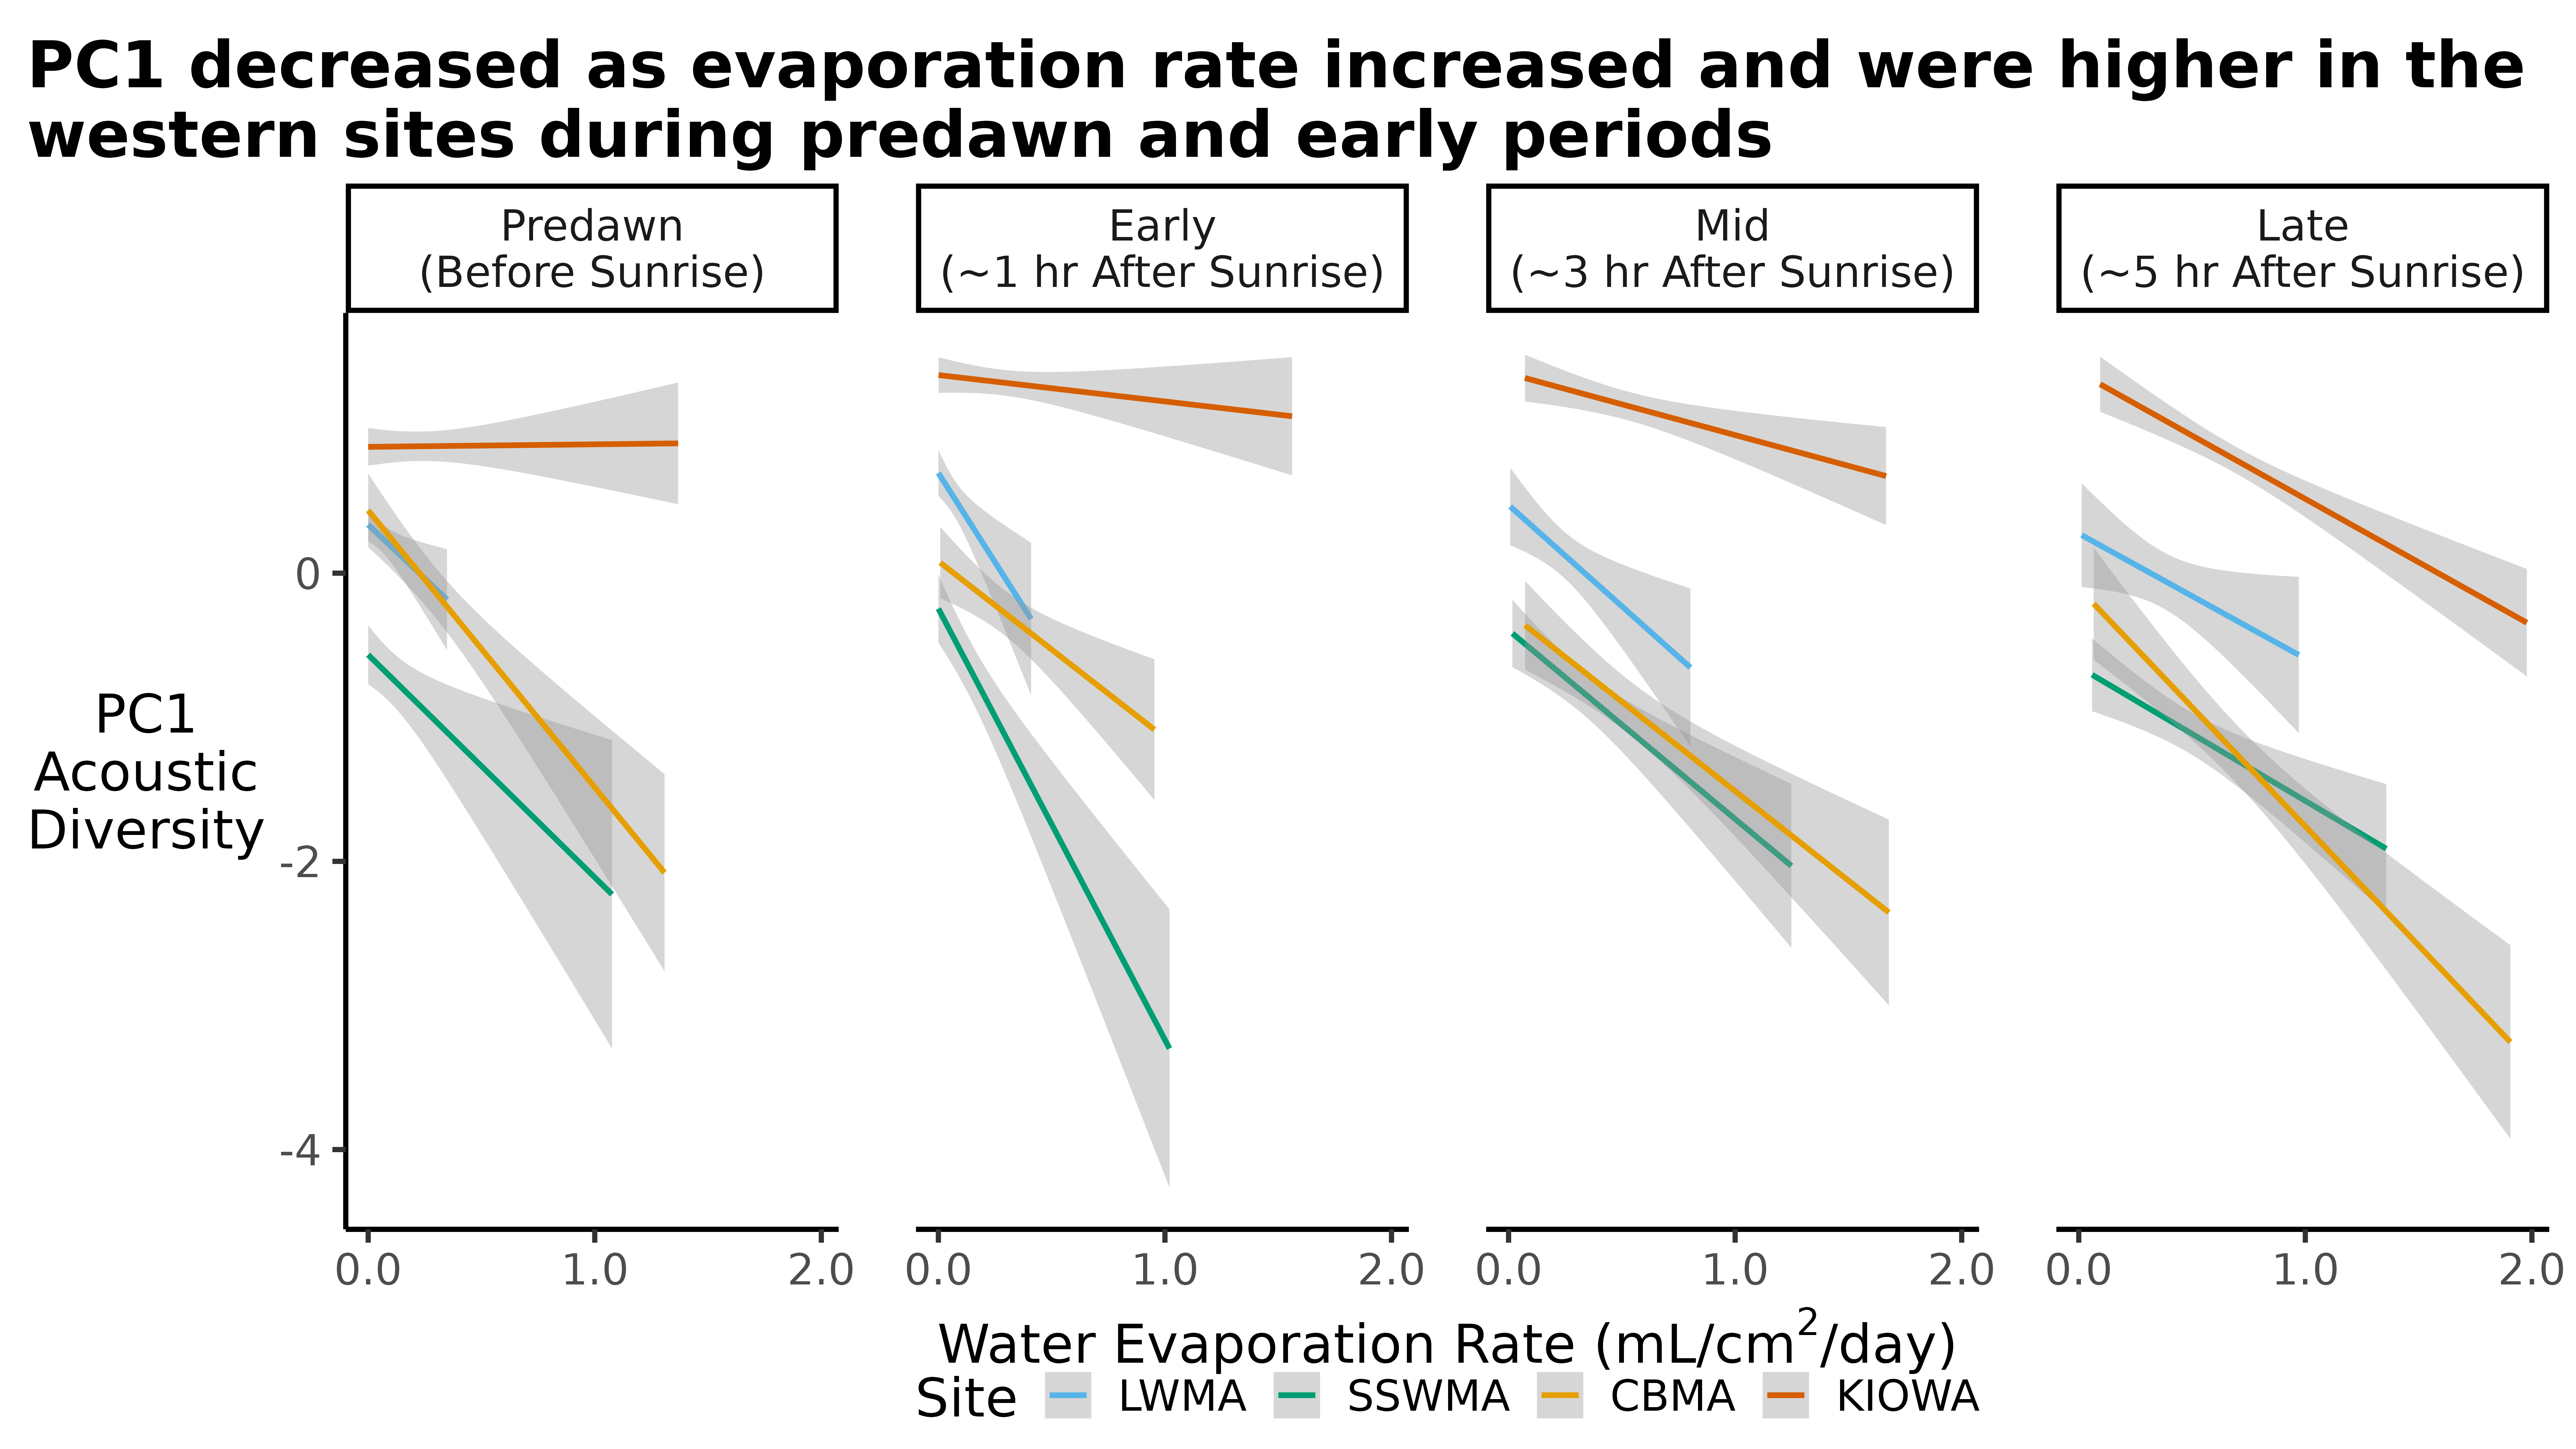 PC1 decreased as evaporation rate increased and were higher in the
western sites during predawn and early periods
Predawn
(Before Sunrise)
Early
(~1 hr After Sunrise)
Mid
(~3 hr After Sunrise)
Late
(~5 hr After Sunrise)
PC1
Acoustic
Diversity
0
-2
-4
0.0 1.0 2.0 0.0 1.0 2.0 0.0 1.0 2.0 0.0 1.0 2.0
Water Evaporation Rate (mL/cm²/day)
Site LWMA SSWMA CBMA KIOWA